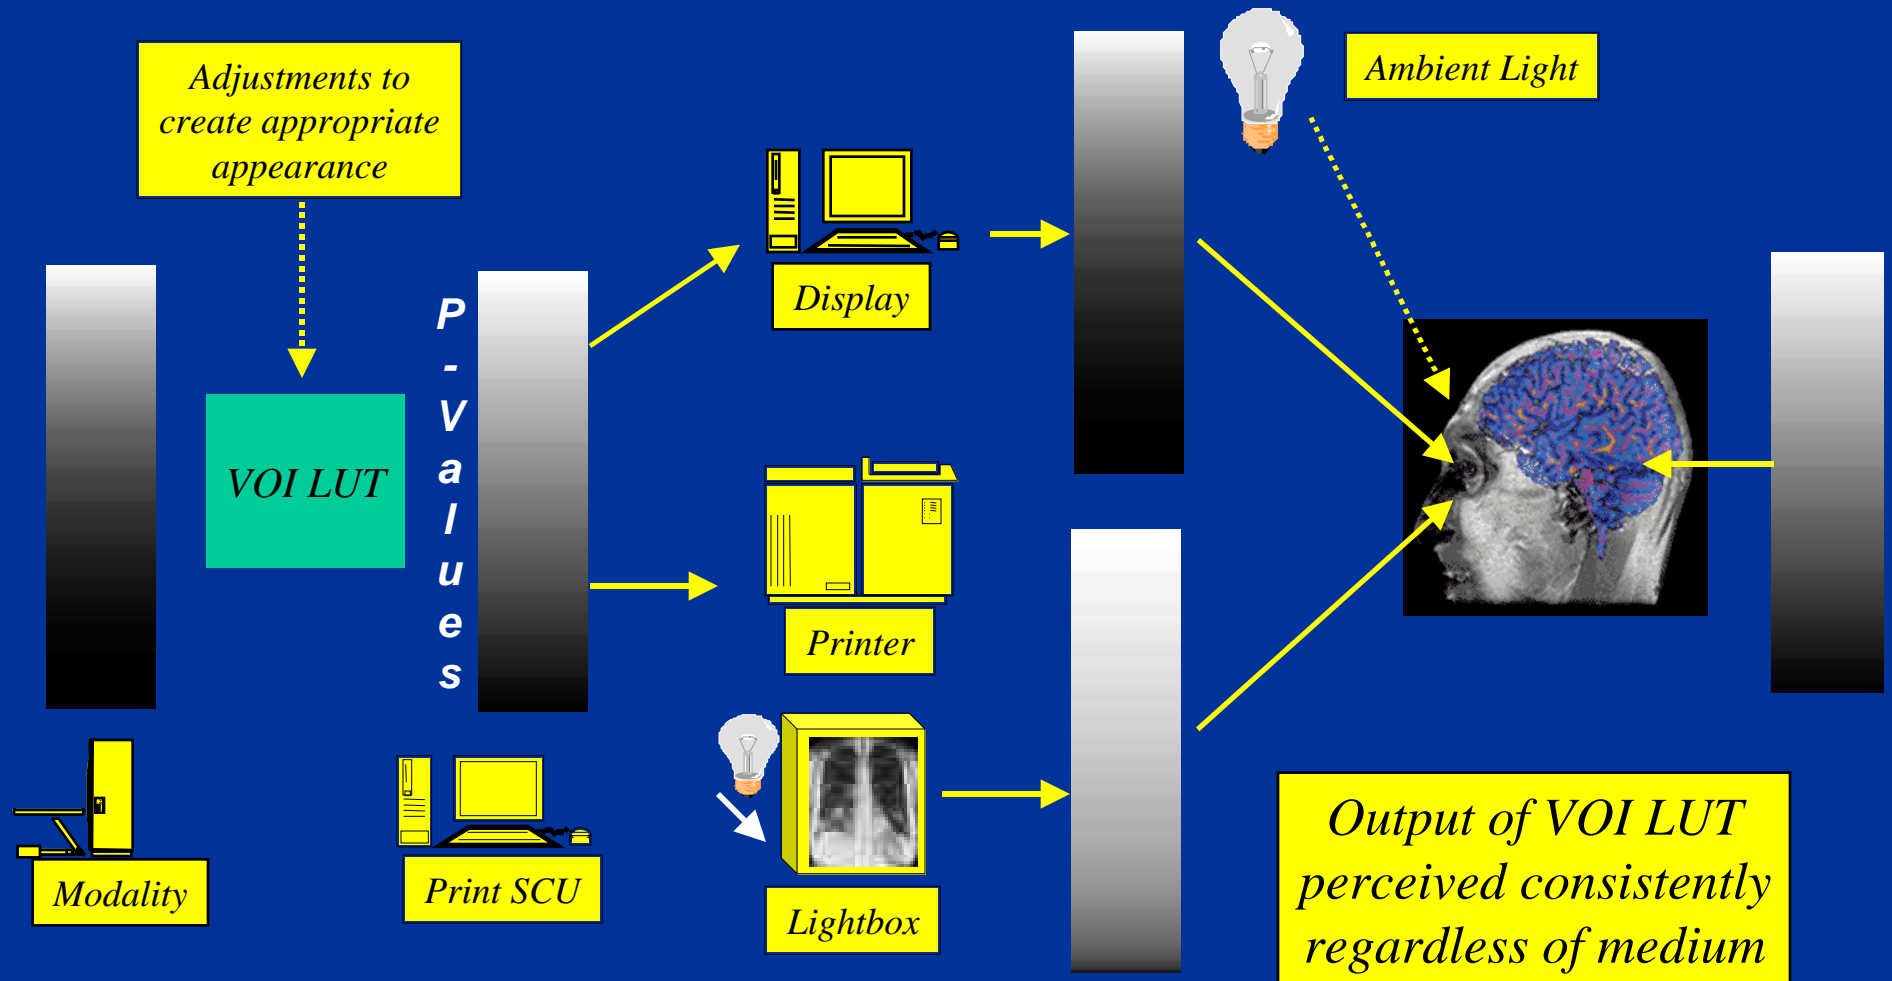 Adjustments to
create appropriate
appearance
Ambient Light
VOI LUT
P
-
V
a
l
u
e
s
Display
Printer
Modality
Print SCU
Lightbox
Output of VOI LUT
perceived consistently
regardless of medium